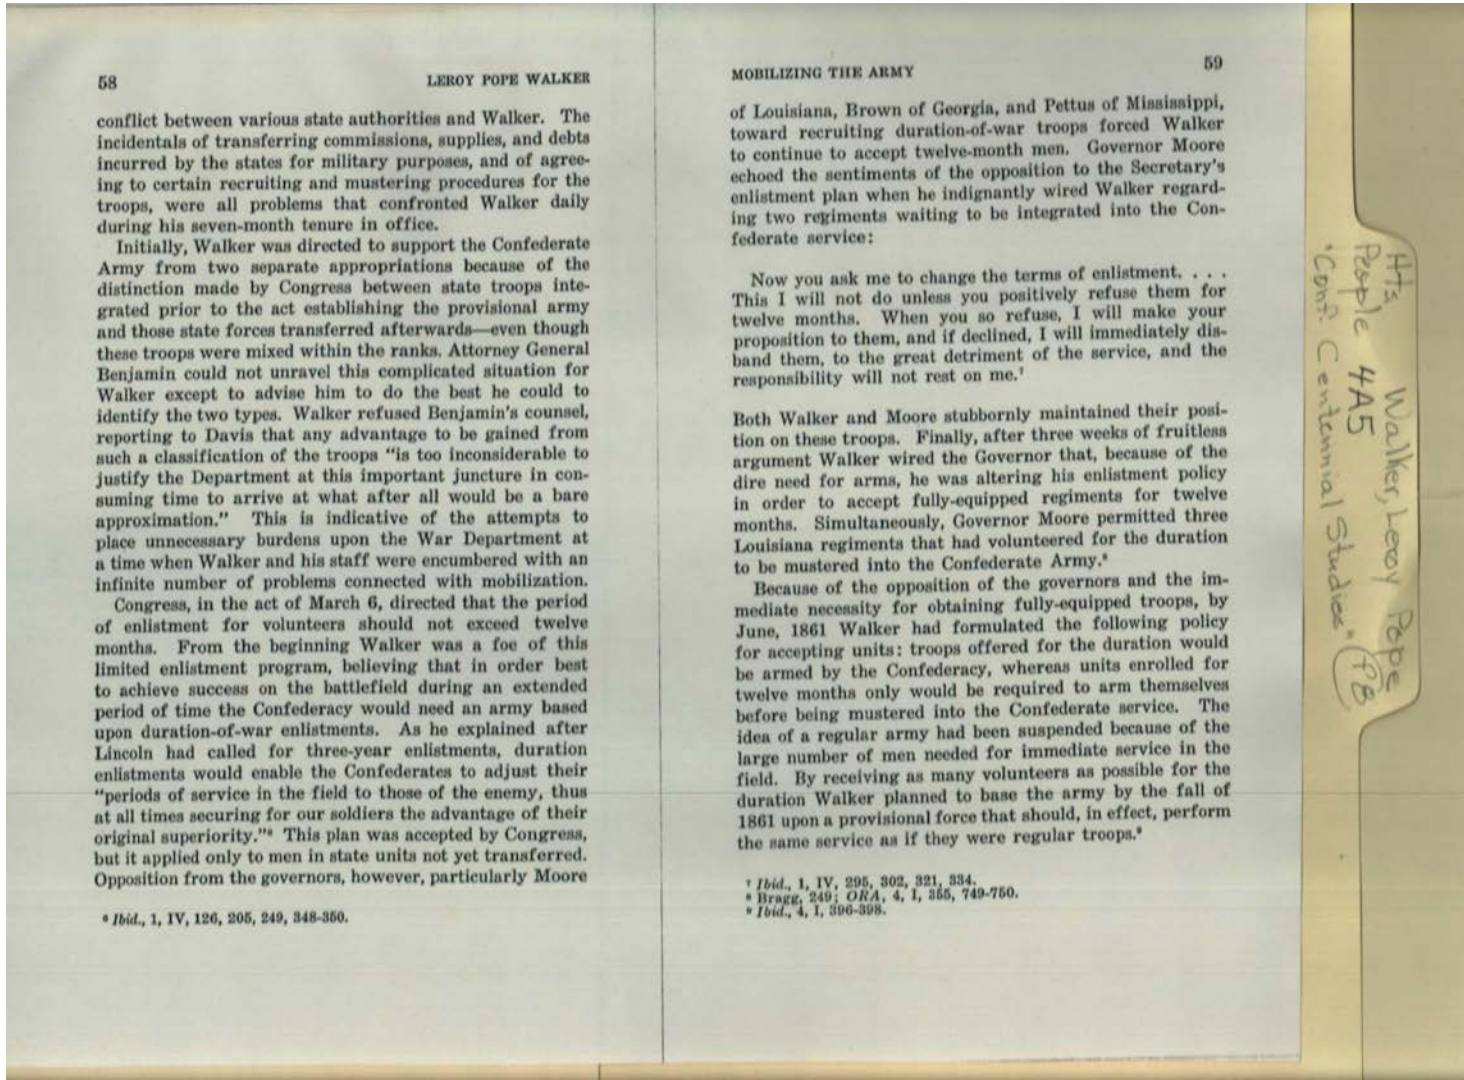 58 LEROY POPE WALKER
conflict between various state authorities and Walker. The
incidentals of transferring commissions, supplies, and debts
incurred by the states for military purposes, and of agree-
ing to certain recruiting and mustering procedures for the
troops, were all problems that confronted Walker daily
during his seven-month tenure in office.
Initially, Walker was directed to support the Confederate
Army from two separate appropriations because of the
distinction made by Congress between state troops inte-
grated prior to the act establishing the provisional army
and those state forces transferred afterwards—even though
these troops were mixed within the ranks. Attorney General
Benjamin could not unravel this complicated situation for
Walker except to advise him to do the best he could to
identify the two types. Walker refused Benjamin's counsel,
reporting to Davis that any advantage to be gained from
such a classification of the troops "is too inconsiderable to
justify the Department at this important juncture in con-
suming time to arrive at what after all would be a bare
approximation." This is indicative of the attempts to
place unnecessary burdens upon the War Department at
a time when Walker and his staff were encumbered with an
infinite number of problems connected with mobilization.
Congress, in the act of March 6, directed that the period
of enlistment for volunteers should not exceed twelve
months. From the beginning Walker was a foe of this
limited enlistment program, believing that in order best
to achieve success on the battlefield during an extended
period of time the Confederacy would need an army based
upon duration-of-war enlistments. As he explained after
Lincoln had called for three-year enlistments, duration
enlistments would enable the Confederates to adjust their
"periods of service in the field to those of the enemy, thus
at all times securing for our soldiers the advantage of their
original superiority."⁶ This plan was accepted by Congress,
but it applied only to men in state units not yet transferred.
Opposition from the governors, however, particularly Moore
⁶ Ibid., 1, IV, 126, 205, 249, 348-350.
MOBILIZING THE ARMY 59
of Louisiana, Brown of Georgia, and Pettus of Mississippi,
toward recruiting duration-of-war troops forced Walker
to continue to accept twelve-month men. Governor Moore
echoed the sentiments of the opposition to the Secretary's
enlistment plan when he indignantly wired Walker regard-
ing two regiments waiting to be integrated into the Con-
federate service:
Now you ask me to change the terms of enlistment. . . .
This I will not do unless you positively refuse them for
twelve months. When you so refuse, I will make your
proposition to them, and if declined, I will immediately dis-
band them, to the great detriment of the service, and the
responsibility will not rest on me.⁷
Both Walker and Moore stubbornly maintained their posi-
tion on these troops. Finally, after three weeks of fruitless
argument Walker wired the Governor that, because of the
dire need for arms, he was altering his enlistment policy
in order to accept fully-equipped regiments for twelve
months. Simultaneously, Governor Moore permitted three
Louisiana regiments that had volunteered for the duration
to be mustered into the Confederate Army.⁸
Because of the opposition of the governors and the im-
mediate necessity for obtaining fully-equipped troops, by
June, 1861 Walker had formulated the following policy
for accepting units: troops offered for the duration would
be armed by the Confederacy, whereas units enrolled for
twelve months only would be required to arm themselves
before being mustered into the Confederate service. The
idea of a regular army had been suspended because of the
large number of men needed for immediate service in the
field. By receiving as many volunteers as possible for the
duration Walker planned to base the army by the fall of
1861 upon a provisional force that should, in effect, perform
the same service as if they were regular troops.⁹
⁷ Ibid., 1, IV, 295, 302, 321, 334.
⁸ Bragg, 249; ORA, 4, I, 355, 749-750.
⁹ Ibid., 4, I, 396-398.
Hts Walker, Leroy Pope
People 4A5
"Conf. Centennial Studies" P8